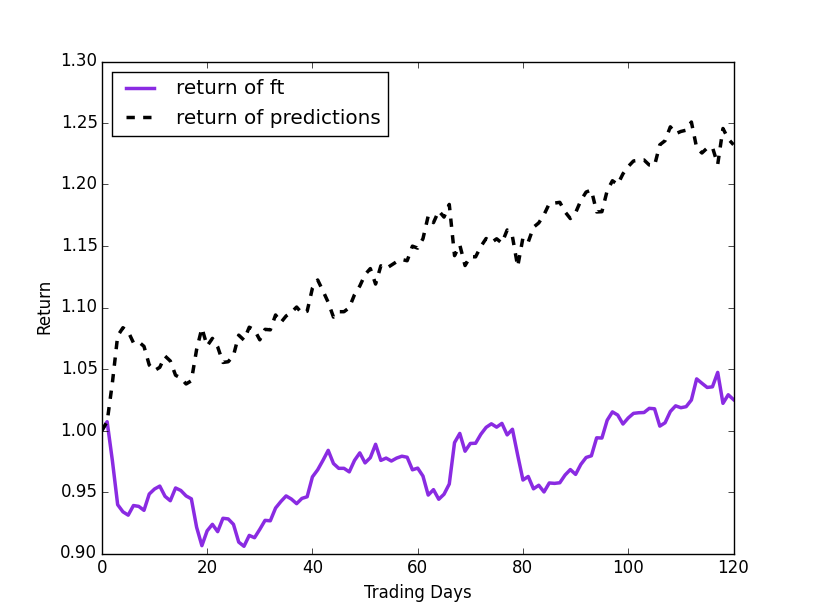 1.30
1.25
1.20
1.15
1.10
1.05
1.00
0.95
0.90
Return
return of ft
return of predictions
0 20 40 60 80 100 120
Trading Days